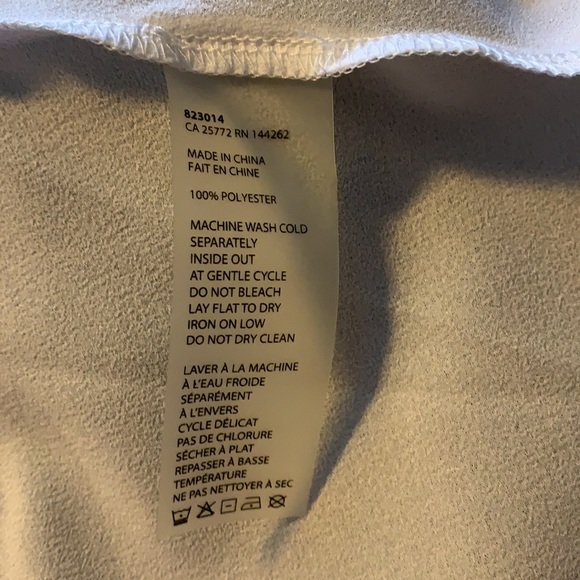 823014
CA 25772 RN 144262
MADE IN CHINA
FAIT EN CHINE
100% POLYESTER
MACHINE WASH COLD
SEPARATELY
INSIDE OUT
AT GENTLE CYCLE
DO NOT BLEACH
LAY FLAT TO DRY
IRON ON LOW
DO NOT DRY CLEAN
LAVER À LA MACHINE
À L'EAU FROIDE
SÉPARÉMENT
À L'ENVERS
CYCLE DÉLICAT
PAS DE CHLORURE
SÉCHER À PLAT
REPASSER À BASSE
TEMPÉRATURE
NE PAS NETTOYER À SEC